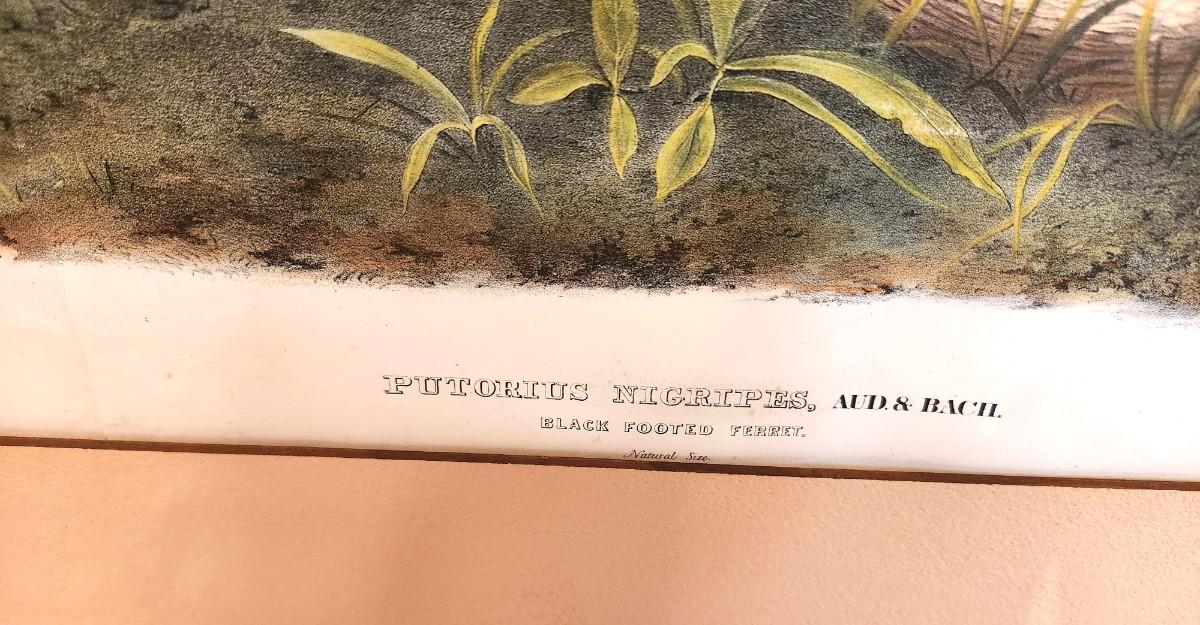 PUTORIUS NIGRIPES, AUD. & BACH.
BLACK FOOTED FERRET.
Natural Size.